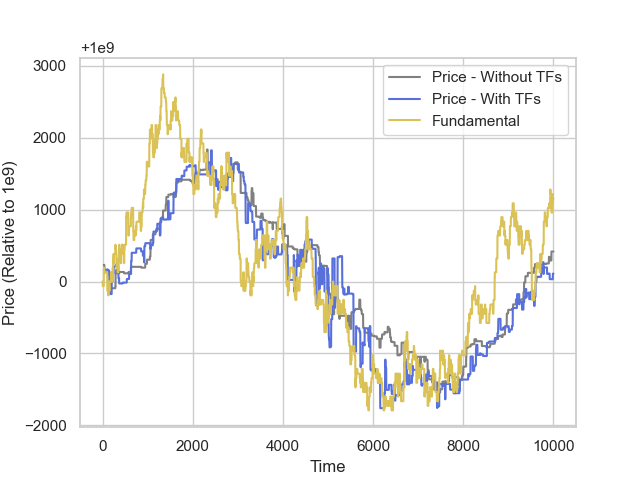 +1e9
3000
2000
1000
0
−1000
−2000
Price (Relative to 1e9)
Price - Without TFs
Price - With TFs
Fundamental
0 2000 4000 6000 8000 10000
Time